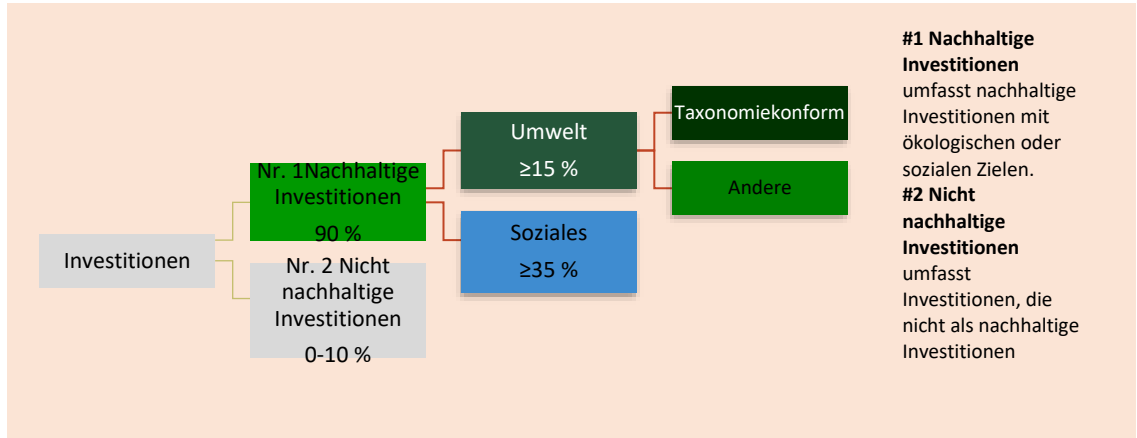 Investitionen
Nr. 1Nachhaltige
Investitionen
90 %
Nr. 2 Nicht
nachhaltige
Investitionen
0-10 %
Umwelt
≥15 %
Soziales
≥35 %
Taxonomiekonform
Andere
#1 Nachhaltige
Investitionen
umfasst nachhaltige
Investitionen mit
ökologischen oder
sozialen Zielen.
#2 Nicht
nachhaltige
Investitionen
umfasst
Investitionen, die
nicht als nachhaltige
Investitionen